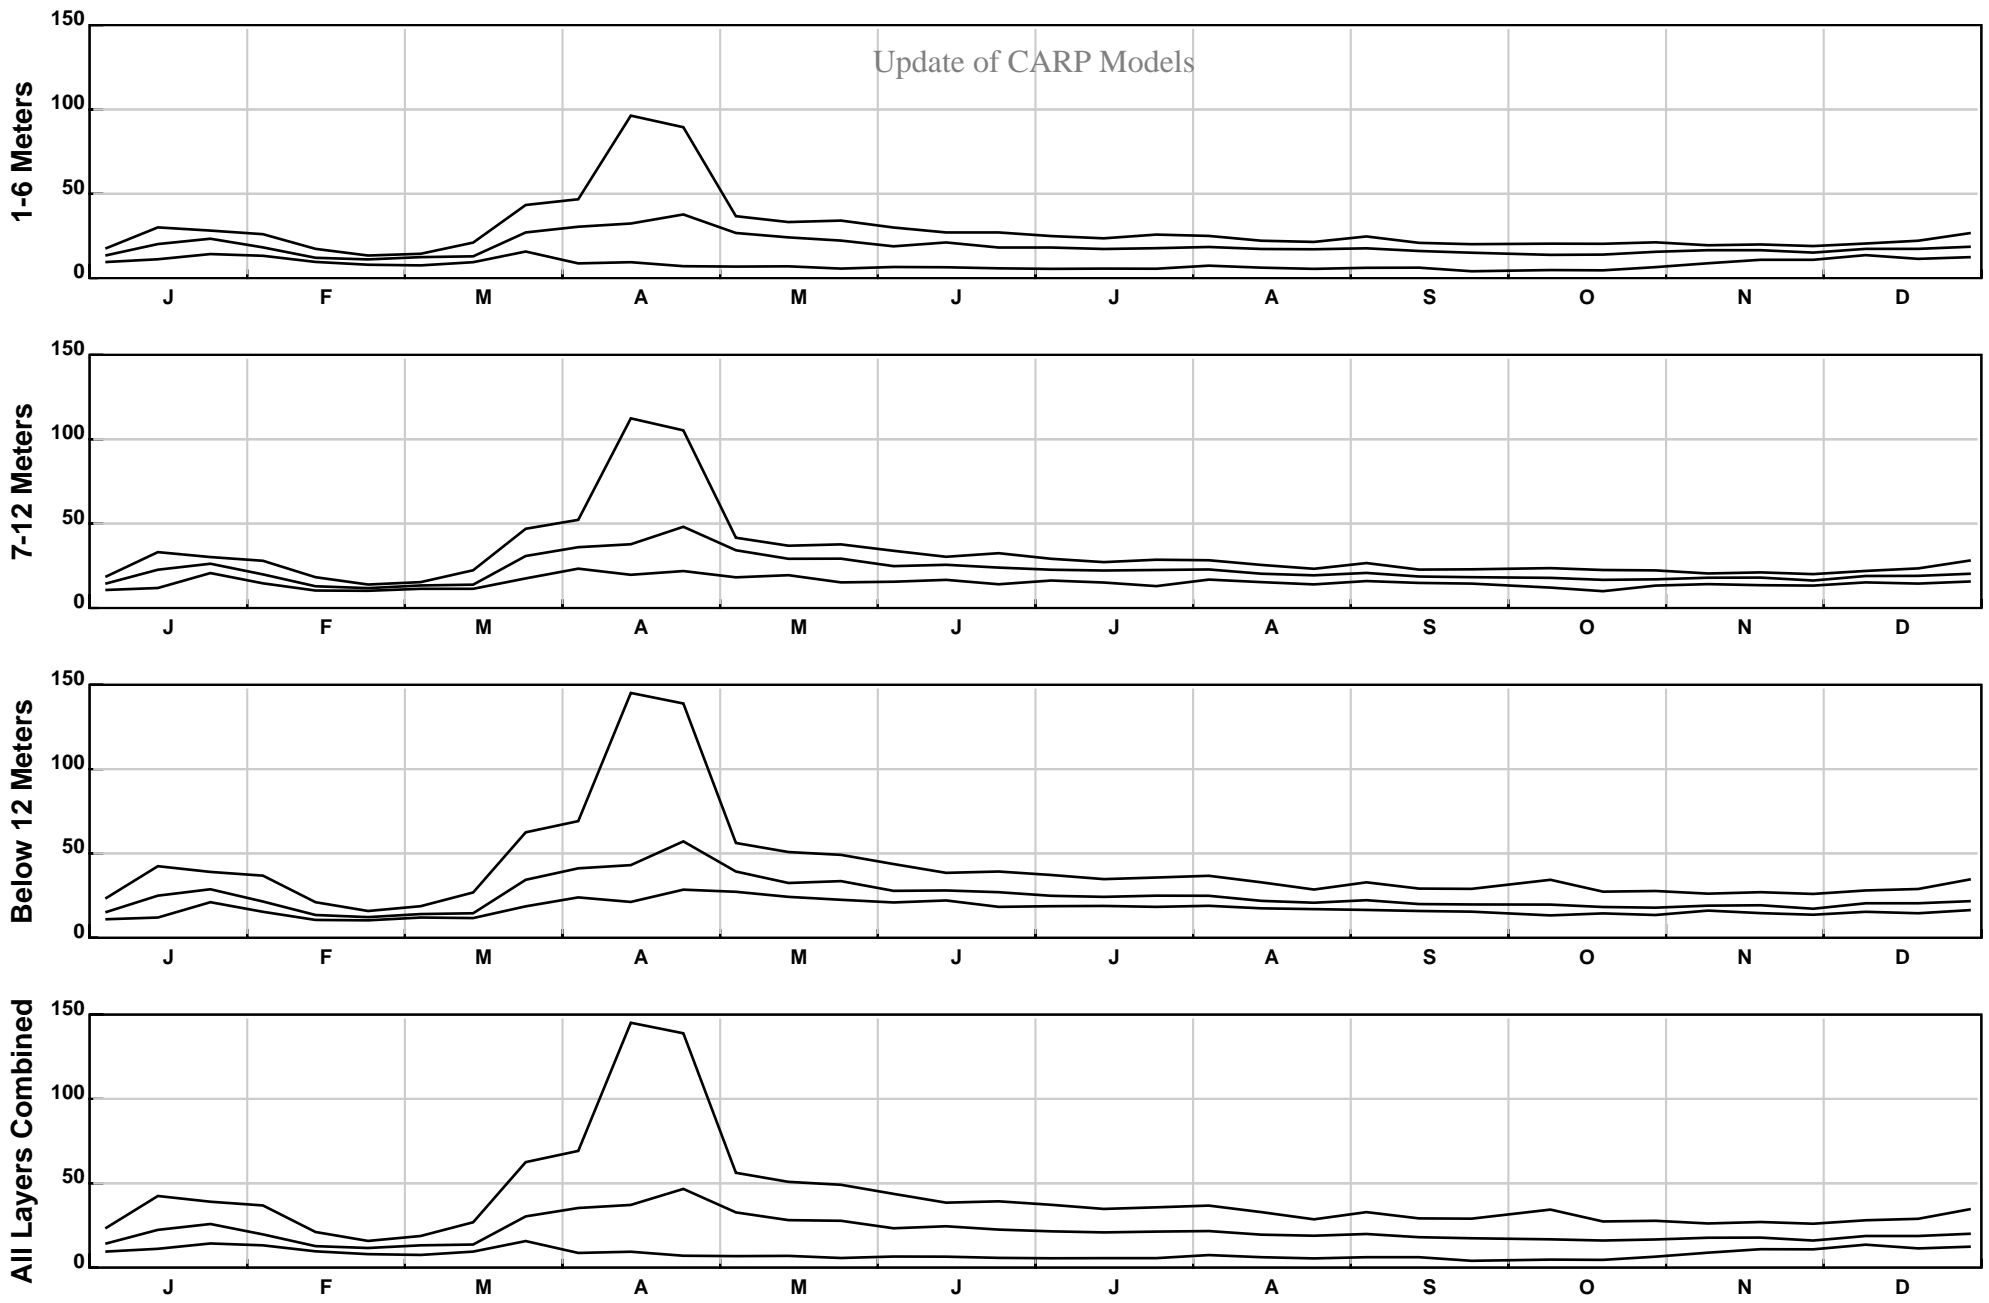 Update of CARP Models
1-6 Meters
150
100
50
0
J F M A M J J A S O N D
7-12 Meters
150
100
50
0
J F M A M J J A S O N D
Below 12 Meters
150
100
50
0
J F M A M J J A S O N D
All Layers Combined
150
100
50
0
J F M A M J J A S O N D